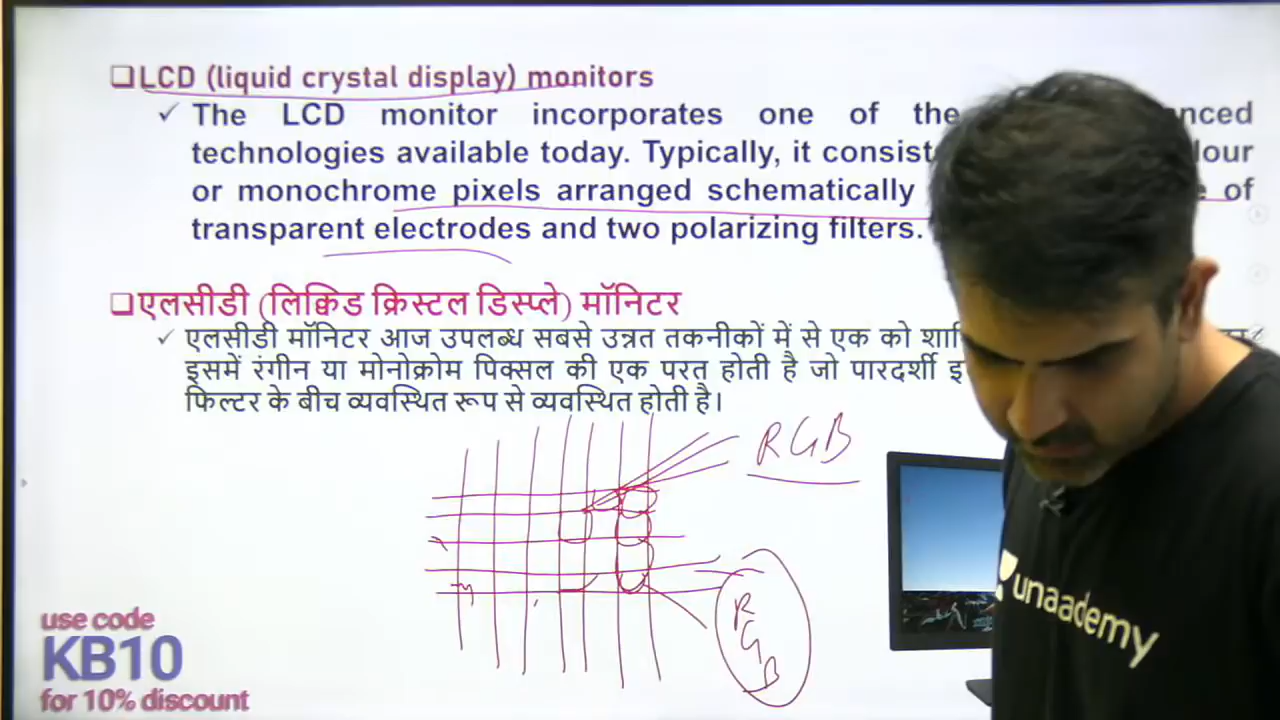 ❑LCD (liquid crystal display) monitors
✓ The LCD monitor incorporates one of the
technologies available today. Typically, it
or monochrome pixels arranged schematically of
transparent electrodes and two polarizing filters.
❑एलसीडी (लिक्विड क्रिस्टल डिस्प्ले) मॉनिटर
✓ एलसीडी मॉनिटर आज उपलब्ध सबसे उन्नत तकनीकों में से एक को
इसमें रंगीन या मोनोक्रोम पिक्सल की एक परत होती है जो पारदर्शी
फिल्टर के बीच व्यवस्थित रूप से व्यवस्थित होती है।
RGB
R
G
B
unaademy
use code
KB10
for 10% discount